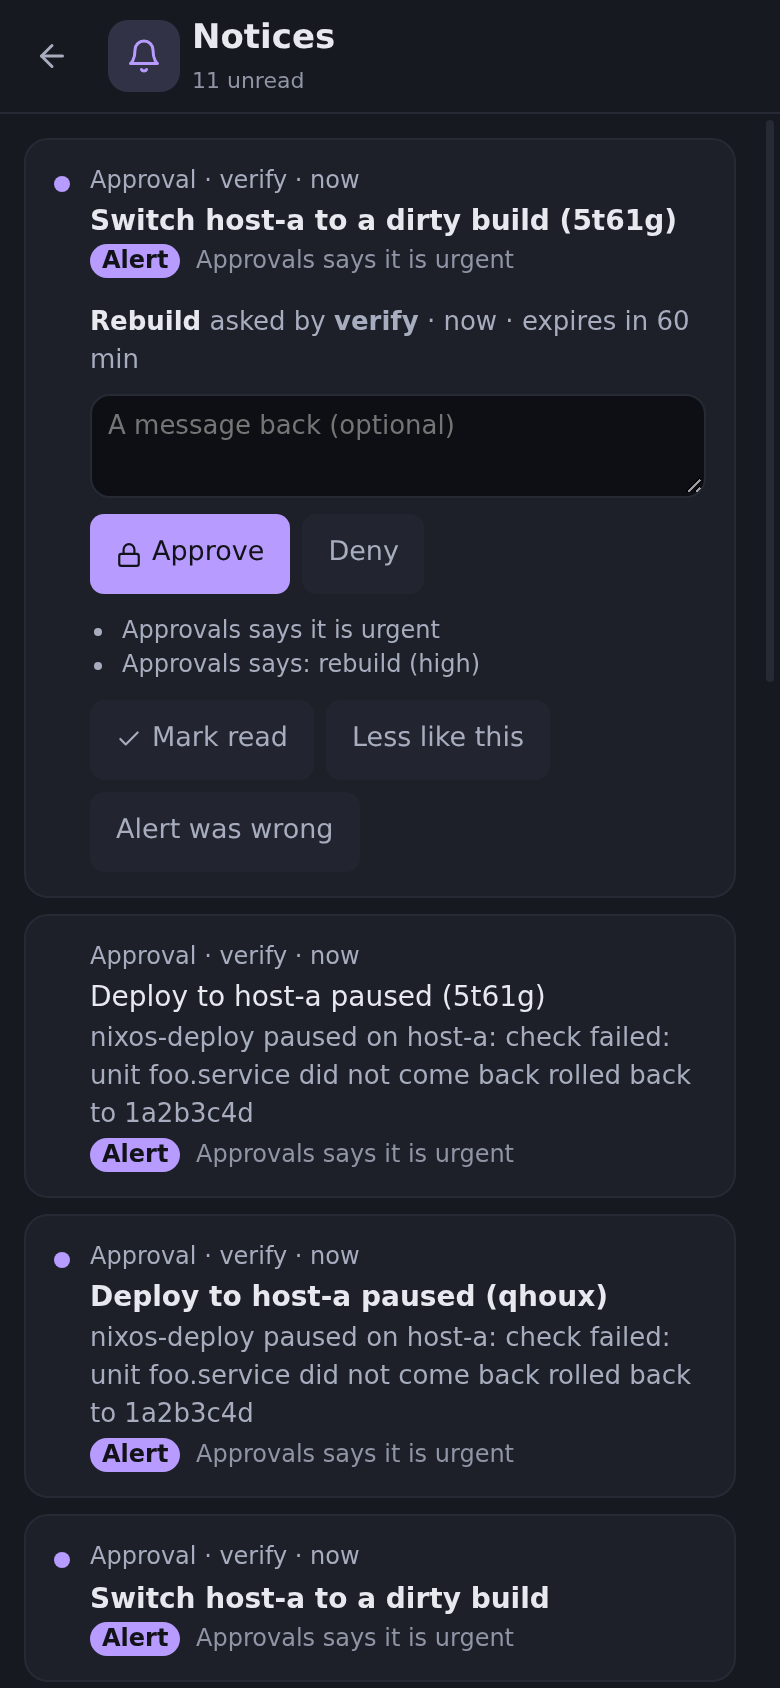 Notices
11 unread
Approval · verify · now
Switch host-a to a dirty build (5t61g)
Alert Approvals says it is urgent
Rebuild asked by verify · now · expires in 60
min
A message back (optional)
Approve Deny
• Approvals says it is urgent
• Approvals says: rebuild (high)
Mark read Less like this
Alert was wrong
Approval · verify · now
Deploy to host-a paused (5t61g)
nixos-deploy paused on host-a: check failed:
unit foo.service did not come back rolled back
to 1a2b3c4d
Alert Approvals says it is urgent
Approval · verify · now
Deploy to host-a paused (qhoux)
nixos-deploy paused on host-a: check failed:
unit foo.service did not come back rolled back
to 1a2b3c4d
Alert Approvals says it is urgent
Approval · verify · now
Switch host-a to a dirty build
Alert Approvals says it is urgent